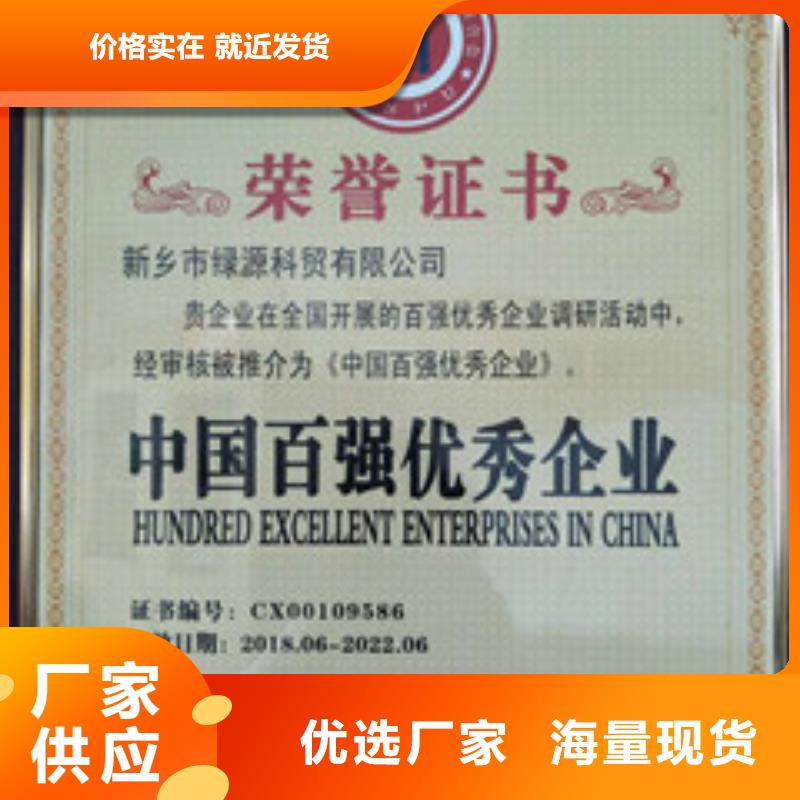 价格实在 就近发货
荣誉证书
新乡市绿源科贸有限公司
贵企业在全国开展的百强优秀企业调研活动中,
经审核被推介为《中国百强优秀企业》。
中国百强优秀企业
HUNDRED EXCELLENT ENTERPRISES IN CHINA
证书编号: CX00109586
日期: 2018.06-2022.06
厂家
供应
优选厂家 海量现货